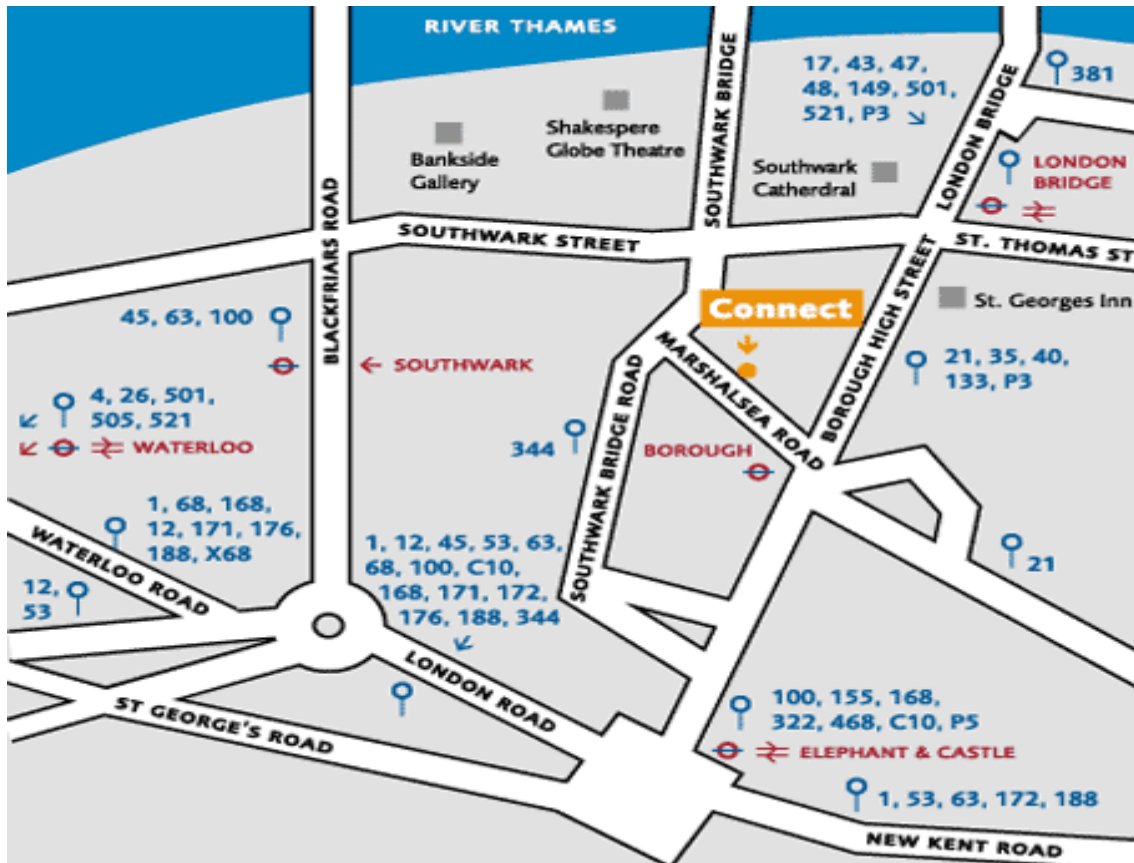 RIVER THAMES
17, 43, 47,
48, 149, 501,
521, P3
381
SOUTHWARK BRIDGE
LONDON BRIDGE
Shakespere
Globe Theatre
Bankside
Gallery
Southwark
Catherdral
LONDON
BRIDGE
BLACKFRIARS ROAD
SOUTHWARK STREET
ST. THOMAS ST
St. Georges Inn
Connect
45, 63, 100
SOUTHWARK
MARSHALSEA ROAD
BOROUGH HIGH STREET
21, 35, 40,
133, P3
4, 26, 501,
505, 521
WATERLOO
344
SOUTHWARK BRIDGE ROAD
BOROUGH
1, 68, 168,
12, 171, 176,
188, X68
WATERLOO ROAD
1, 12, 45, 53, 63,
68, 100, C10,
168, 171, 172,
176, 188, 344
21
12,
53
LONDON ROAD
ST GEORGE'S ROAD
100, 155, 168,
322, 468, C10, P5
ELEPHANT & CASTLE
1, 53, 63, 172, 188
NEW KENT ROAD